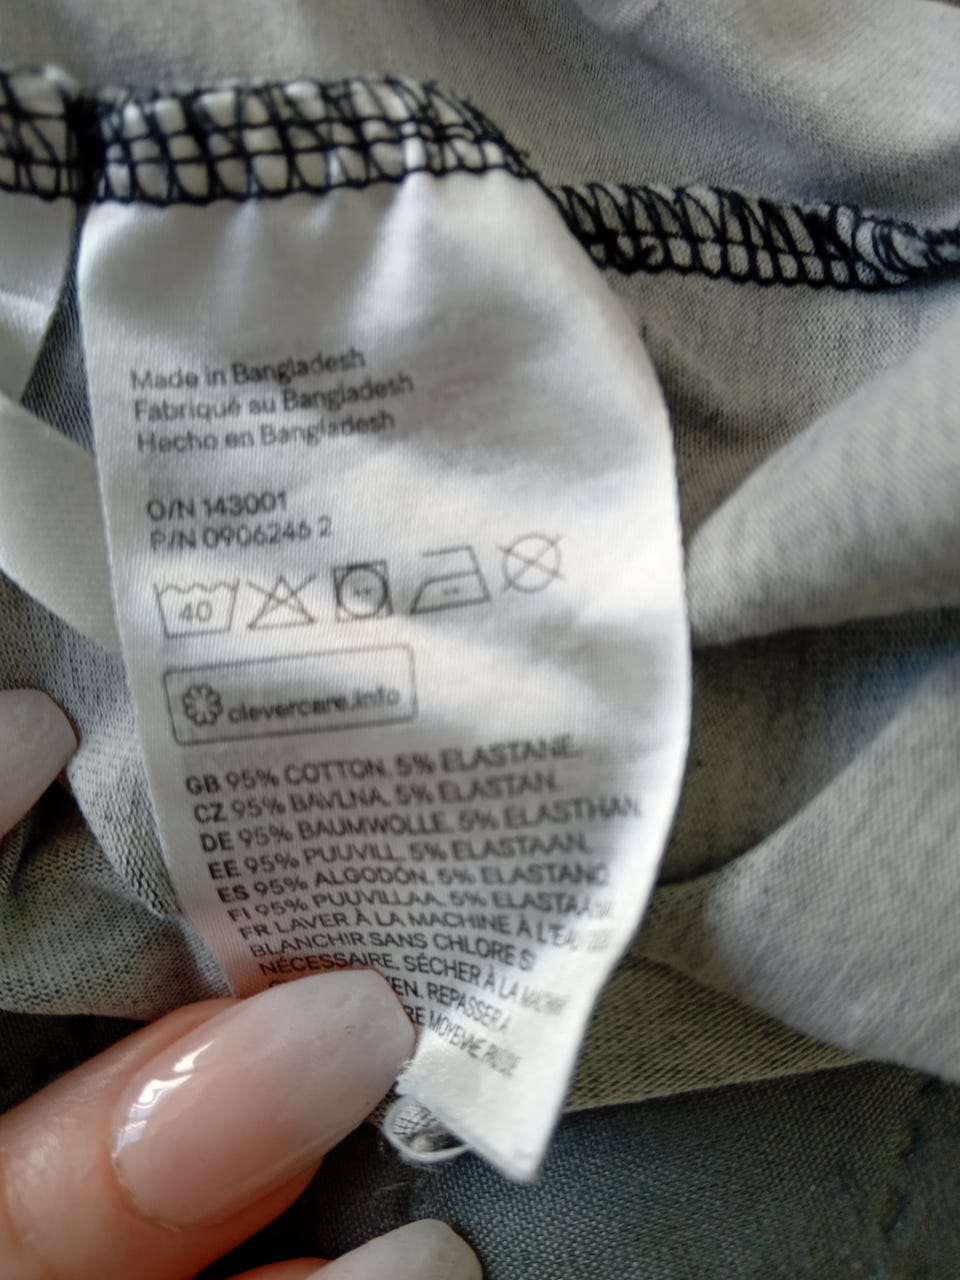 Made in Bangladesh
Fabriqué au Bangladesh
Hecho en Bangladesh
O/N 143001
P/N 0906246 2
40
clevercare.info
GB 95% COTTON, 5% ELASTANE.
CZ 95% BAVLNA, 5% ELASTAN.
DE 95% BAUMWOLLE, 5% ELASTHAN.
EE 95% PUUVILL, 5% ELASTAAN.
ES 95% ALGODÓN, 5% ELASTANO.
FI 95% PUUVILLAA, 5% ELASTAANIA.
FR LAVER À LA MACHINE À L'EAU
BLANCHIR SANS CHLORE SI
NÉCESSAIRE. SÉCHER À LA MACHINE
REPASSER À
MOYENNE